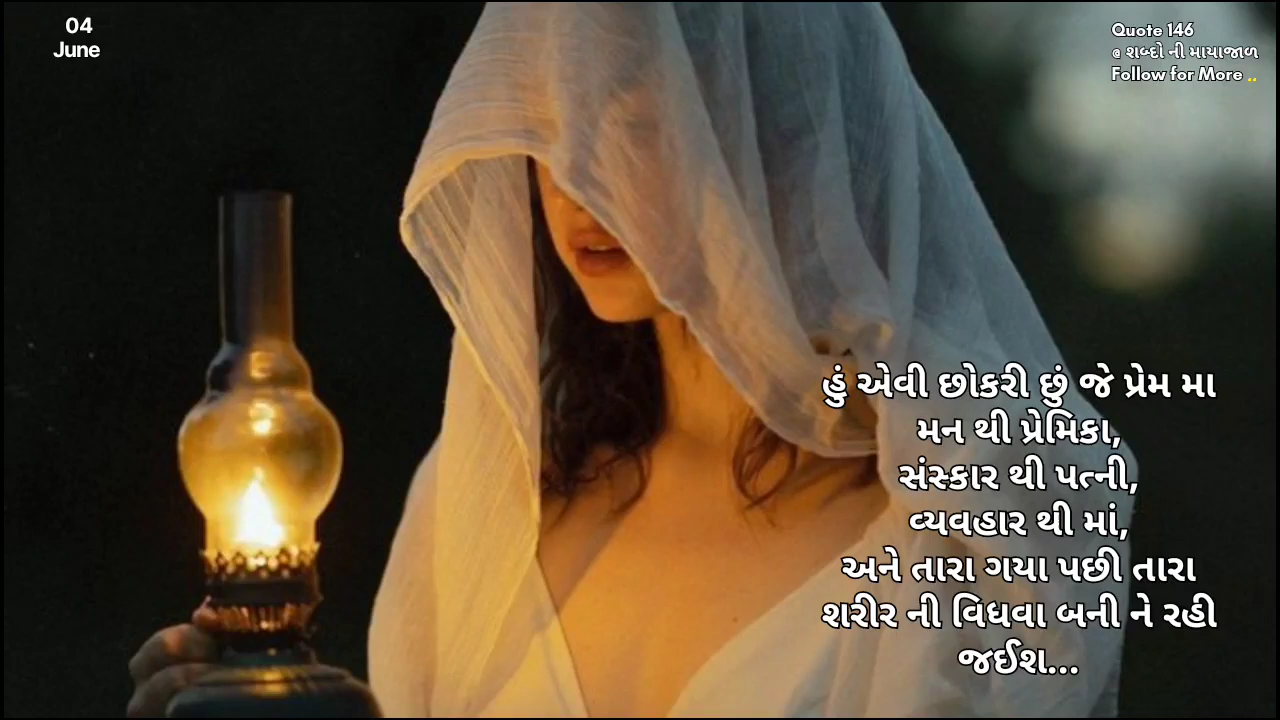 04
June
Quote 146
@ શબ્દો ની માયાજાળ
Follow for More ..
હું એવી છોકરી છું જે પ્રેમ મા
મન થી પ્રેમિકા,
સંસ્કાર થી પત્ની,
વ્યવહાર થી માં,
અને તારા ગયા પછી તારા
શરીર ની વિધવા બની ને રહી
જઈશ...